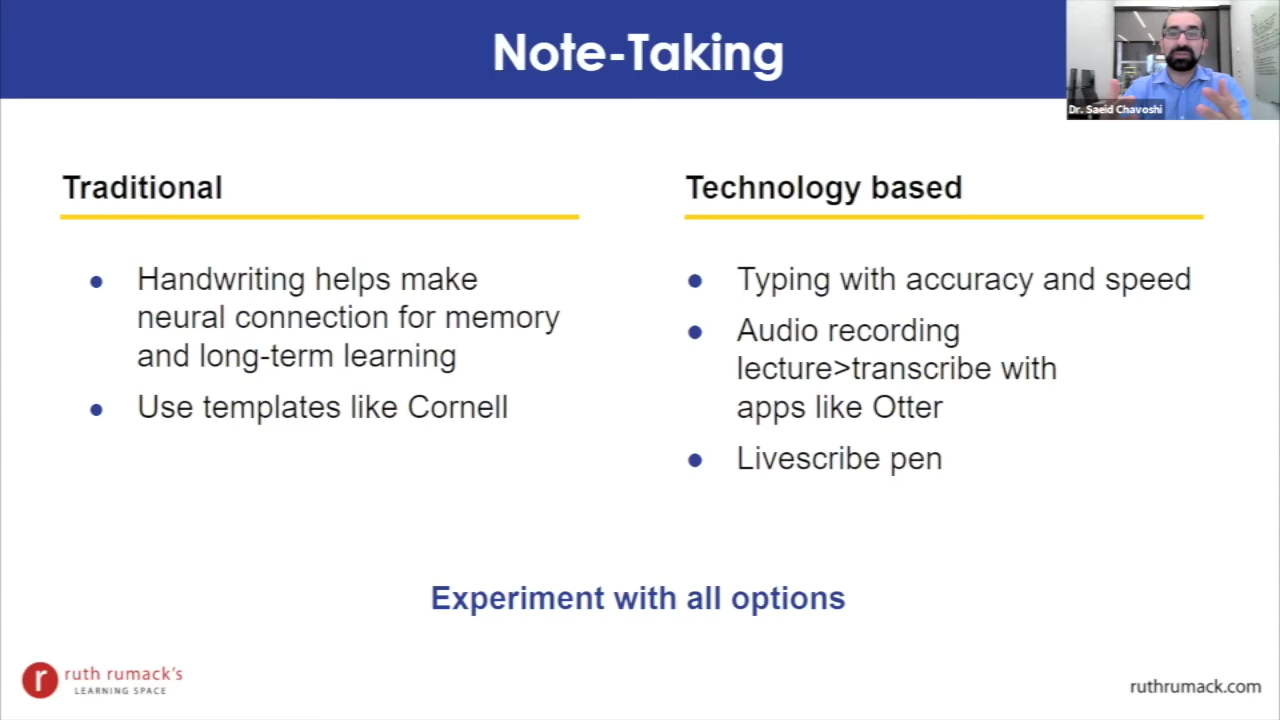 Note-Taking
Dr. Saeid Chavoshi
Traditional
Handwriting helps make
neural connection for memory
and long-term learning
Use templates like Cornell
Technology based
Typing with accuracy and speed
Audio recording
lecture>transcribe with
apps like Otter
Livescribe pen
Experiment with all options
r
ruth rumack's
LEARNING SPACE
ruthrumack.com